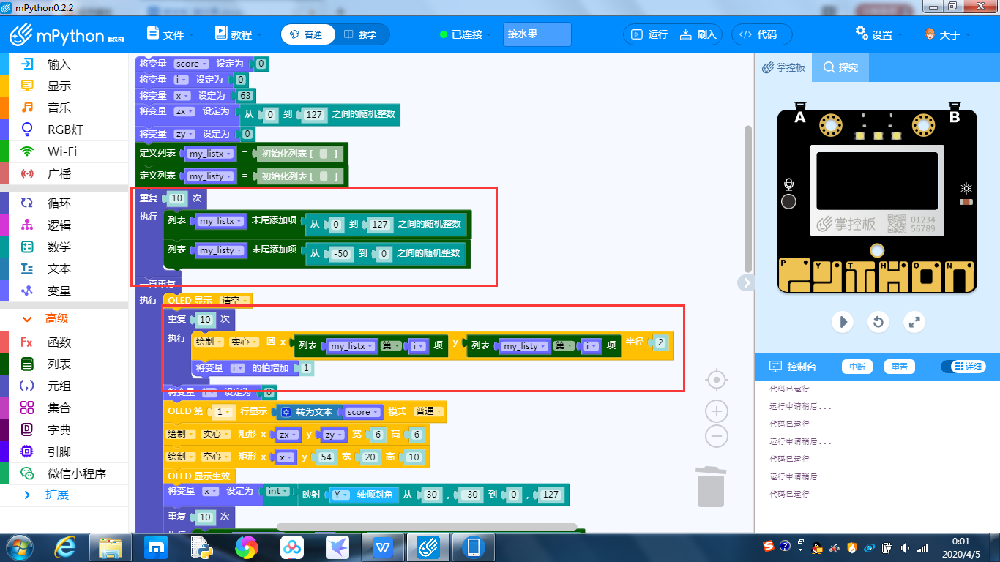 mPython0.2.2
mPython Beta 文件 教程 普通 教学 已连接 接水果 运行 刷入 </> 代码 设置 大于
输入
显示
音乐
RGB灯
Wi-Fi
广播
循环
逻辑
数学
文本
变量
高级
函数
列表
元组
集合
字典
引脚
微信小程序
扩展
将变量 score 设定为 0
将变量 i 设定为 0
将变量 x 设定为 63
将变量 zx 设定为 从 0 到 127 之间的随机整数
将变量 zy 设定为 0
定义列表 my_listx = 初始化列表 [ ]
定义列表 my_listy = 初始化列表 [ ]
重复 10 次
执行 列表 my_listx 末尾添加项 从 0 到 127 之间的随机整数
列表 my_listy 末尾添加项 从 -50 到 0 之间的随机整数
一直重复
执行 OLED 显示 清空
重复 10 次
执行 绘制 实心 圆 x 列表 my_listx 第 i 项 y 列表 my_listy 第 i 项 半径 2
将变量 i 的值增加 1
将变量 i 设定为 0
OLED 第 1 行显示 转为文本 score 模式 普通
绘制 实心 矩形 x zx y zy 宽 6 高 6
绘制 空心 矩形 x x y 54 宽 20 高 10
OLED 显示生效
将变量 x 设定为 int 映射 Y 轴倾斜角 从 30 , -30 到 0 , 127
重复 10 次
掌控板 探究
A B
掌控板 01234
56789
P Y T H O N
控制台 中断 重置 详细
代码已运行
运行中请稍后...
代码已运行
运行中请稍后...
代码已运行
运行中请稍后...
代码已运行
0:01
2020/4/5